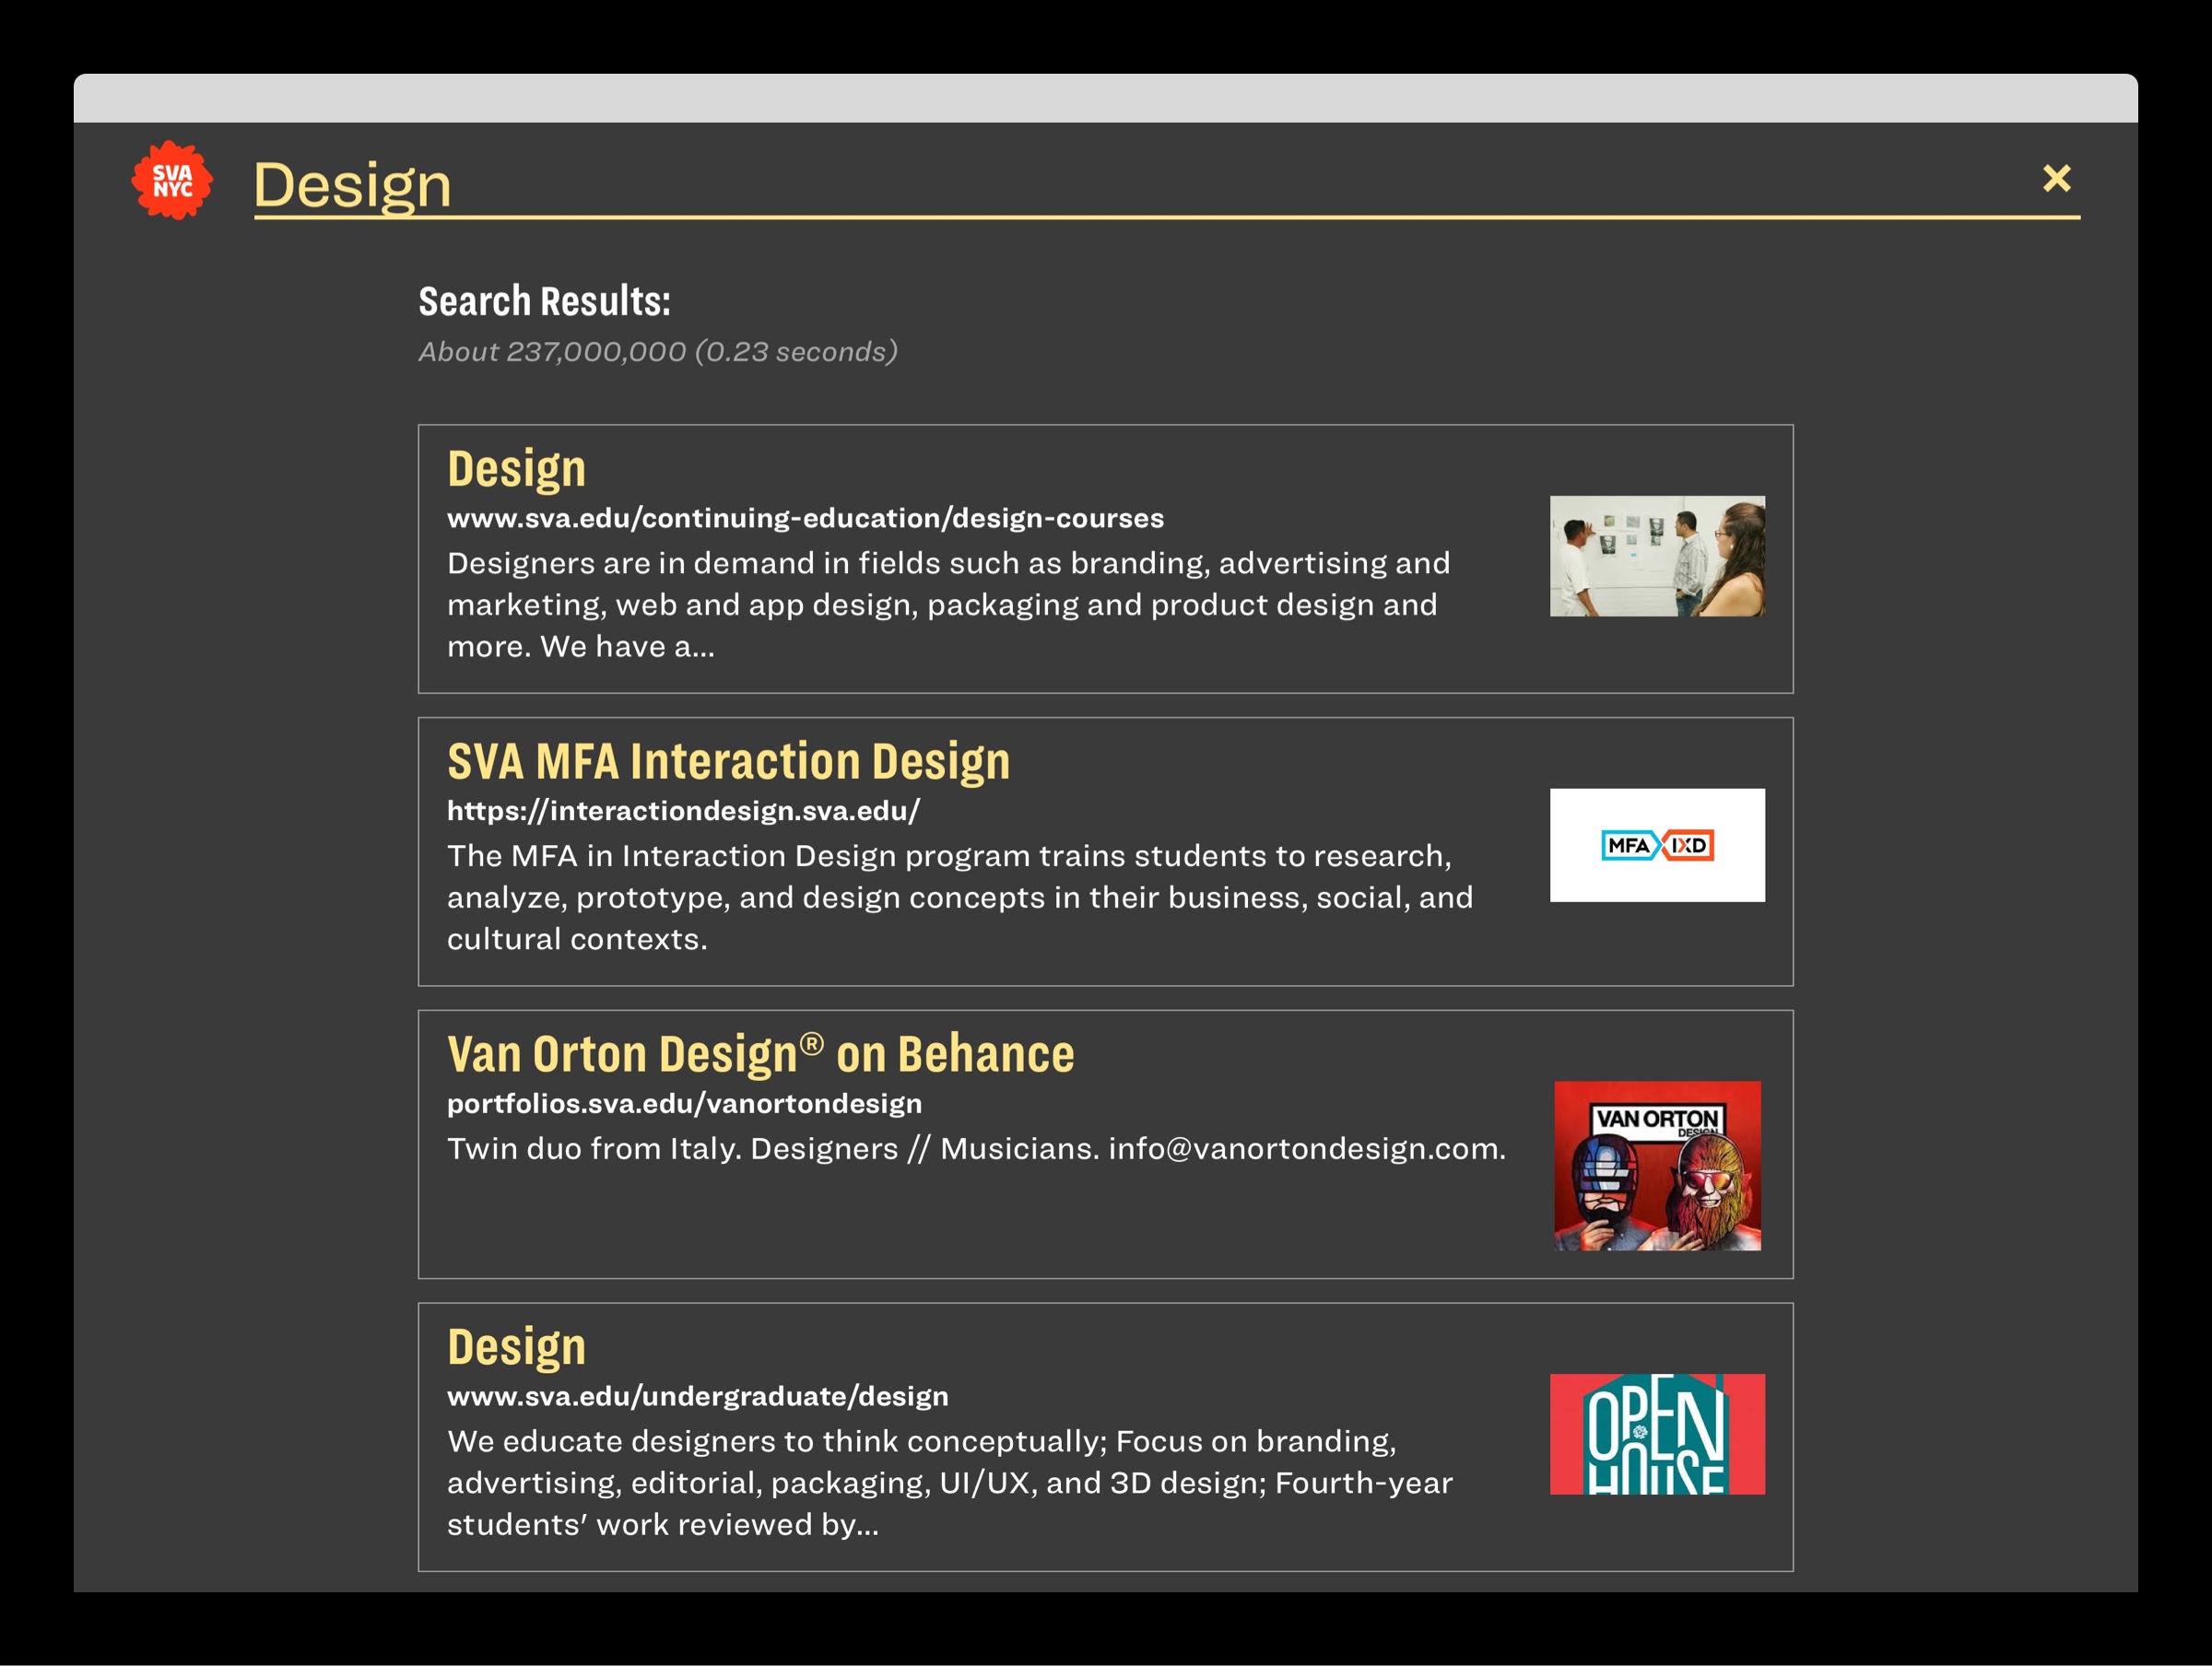 SVA
NYC
Design
Search Results:
About 237,000,000 (0.23 seconds)
Design
www.sva.edu/continuing-education/design-courses
Designers are in demand in fields such as branding, advertising and
marketing, web and app design, packaging and product design and
more. We have a...
SVA MFA Interaction Design
https://interactiondesign.sva.edu/
The MFA in Interaction Design program trains students to research,
analyze, prototype, and design concepts in their business, social, and
cultural contexts.
MFA IXD
Van Orton Design® on Behance
portfolios.sva.edu/vanortondesign
Twin duo from Italy. Designers // Musicians. info@vanortondesign.com.
VAN ORTON
DESIGN
Design
www.sva.edu/undergraduate/design
We educate designers to think conceptually; Focus on branding,
advertising, editorial, packaging, UI/UX, and 3D design; Fourth-year
students’ work reviewed by...
OPEN
HOUSE